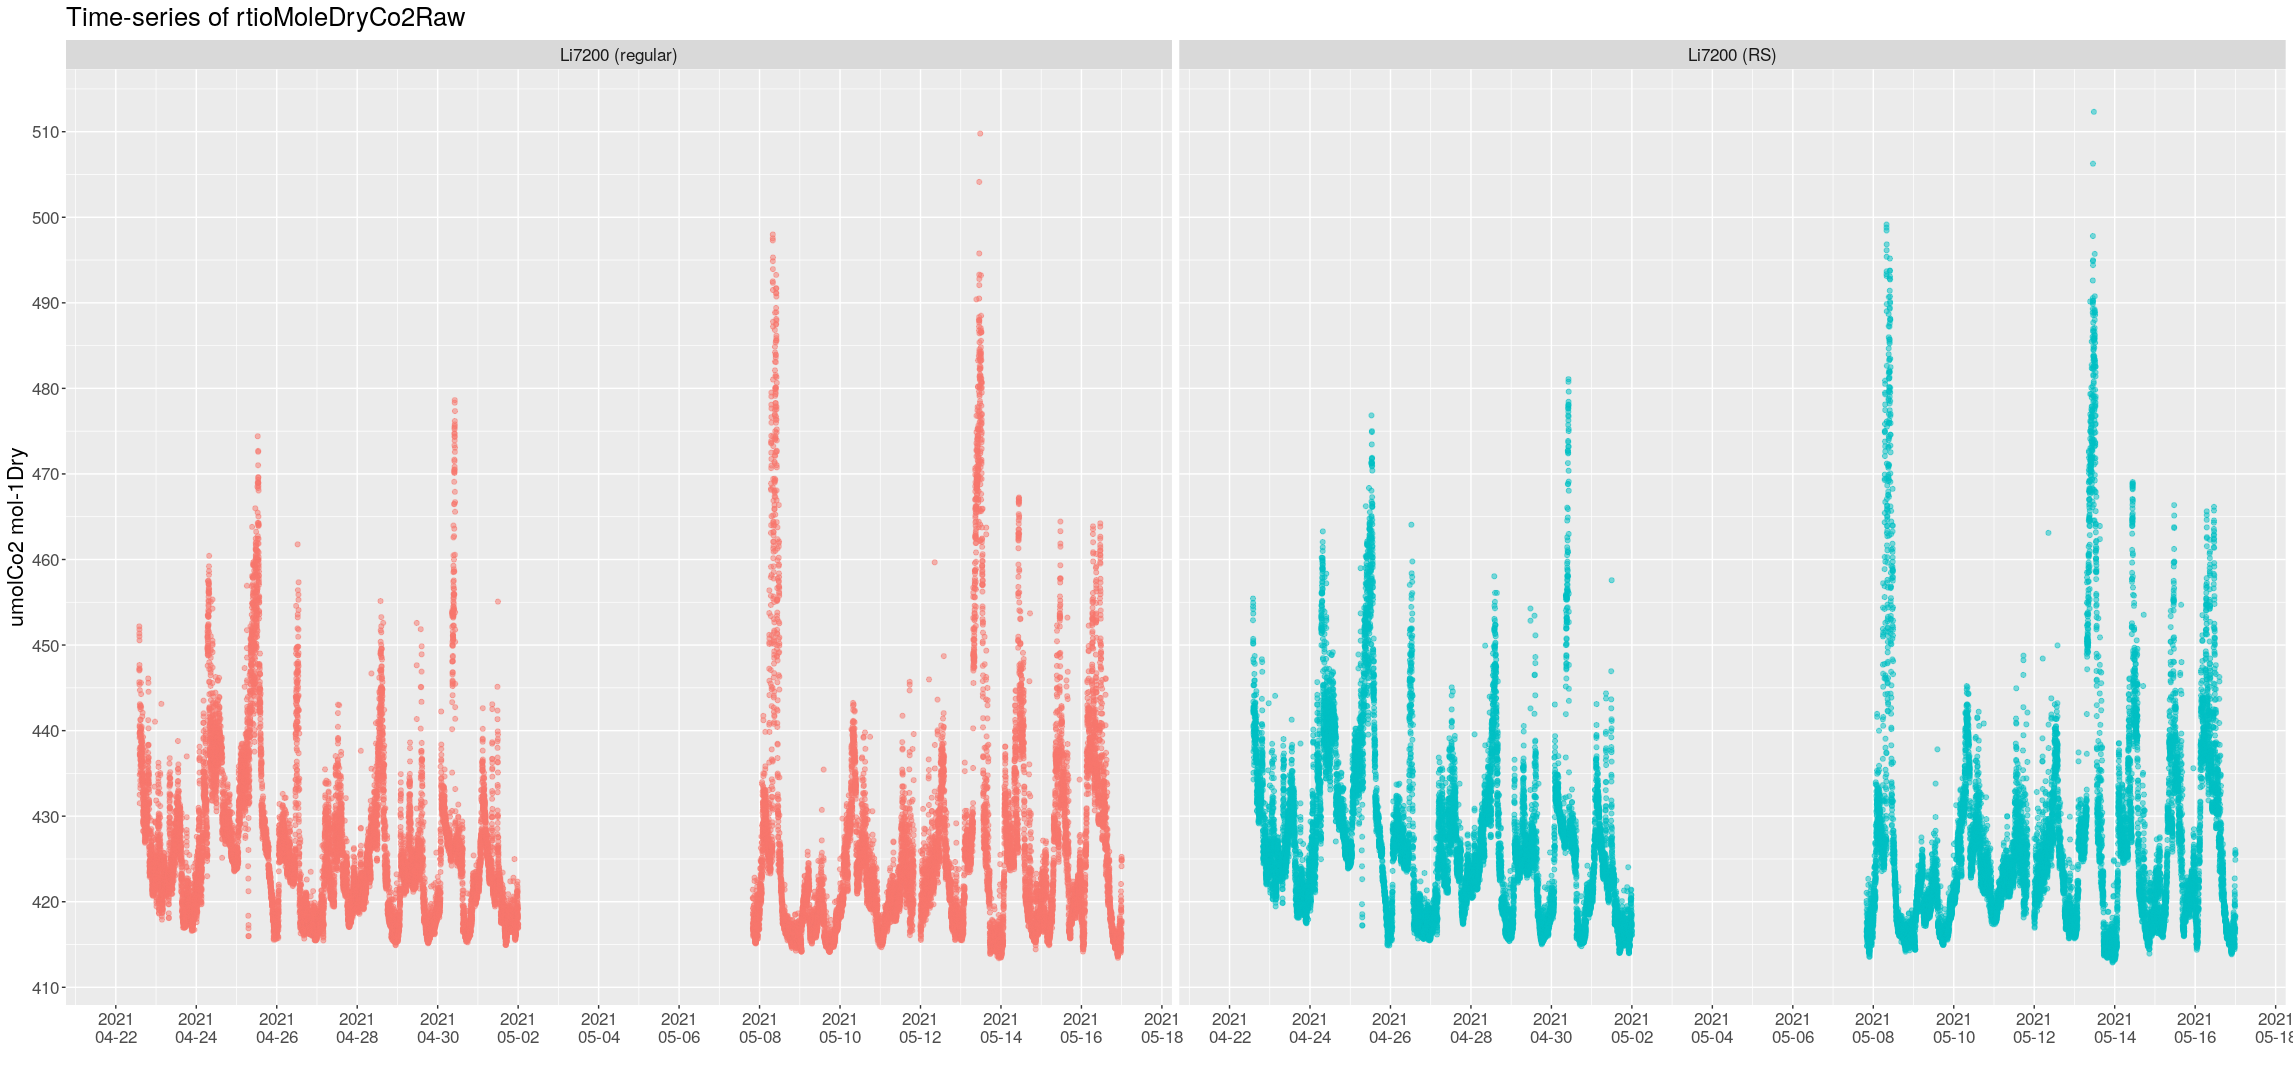 Time-series of rtioMoleDryCo2Raw
Li7200 (regular)
Li7200 (RS)
umolCo2 mol-1Dry
510
500
490
480
470
460
450
440
430
420
410
2021 2021 2021 2021 2021 2021 2021 2021 2021 2021 2021 2021 2021 2021
04-22 04-24 04-26 04-28 04-30 05-02 05-04 05-06 05-08 05-10 05-12 05-14 05-16 05-18
2021 2021 2021 2021 2021 2021 2021 2021 2021 2021 2021 2021 2021 2021
04-22 04-24 04-26 04-28 04-30 05-02 05-04 05-06 05-08 05-10 05-12 05-14 05-16 05-18